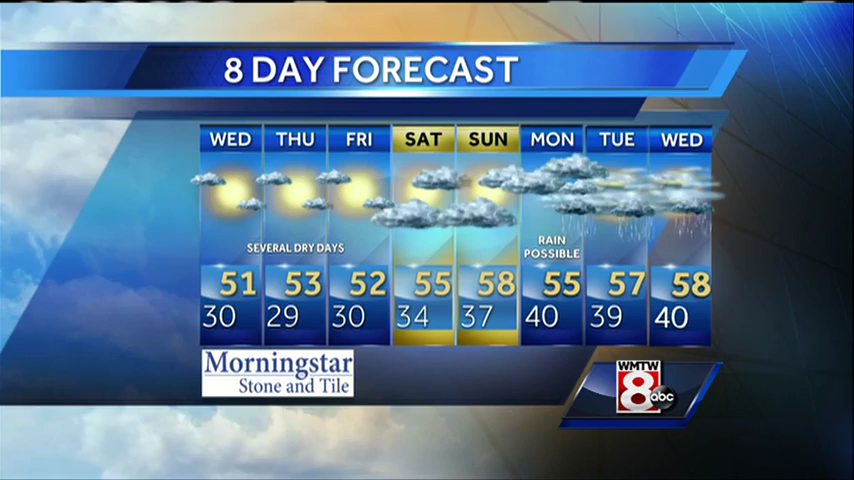 8 DAY FORECAST
WED THU FRI SAT SUN MON TUE WED
SEVERAL DRY DAYS
RAIN
POSSIBLE
51 53 52 55 58 55 57 58
30 29 30 34 37 40 39 40
Morningstar
Stone and Tile
WMTW
8
abc